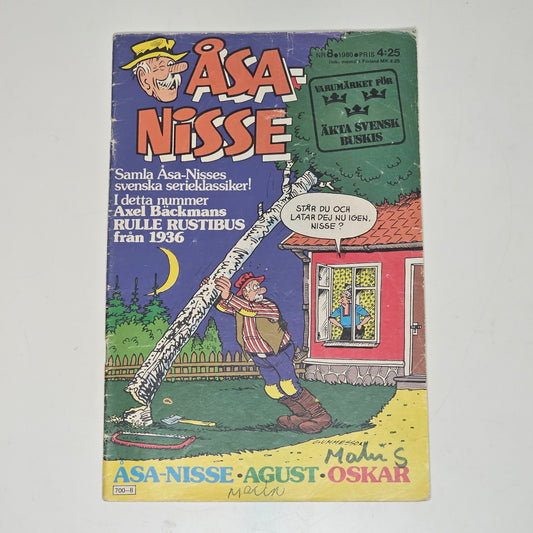 ÅSA-
NISSE
NR 8 • 1980 • PRIS 4:25
VARUMÄRKET FÖR
ÄKTA SVENSK
BUSKIS
Samla Åsa-Nisses
svenska serieklassiker!
I detta nummer
Axel Bäckmans
RULLE RUSTIBUS
från 1936
STÅR DU OCH
LATAR DEJ NU IGEN,
NISSE?
ÅSA-NISSE • AGUST • OSKAR
700-8